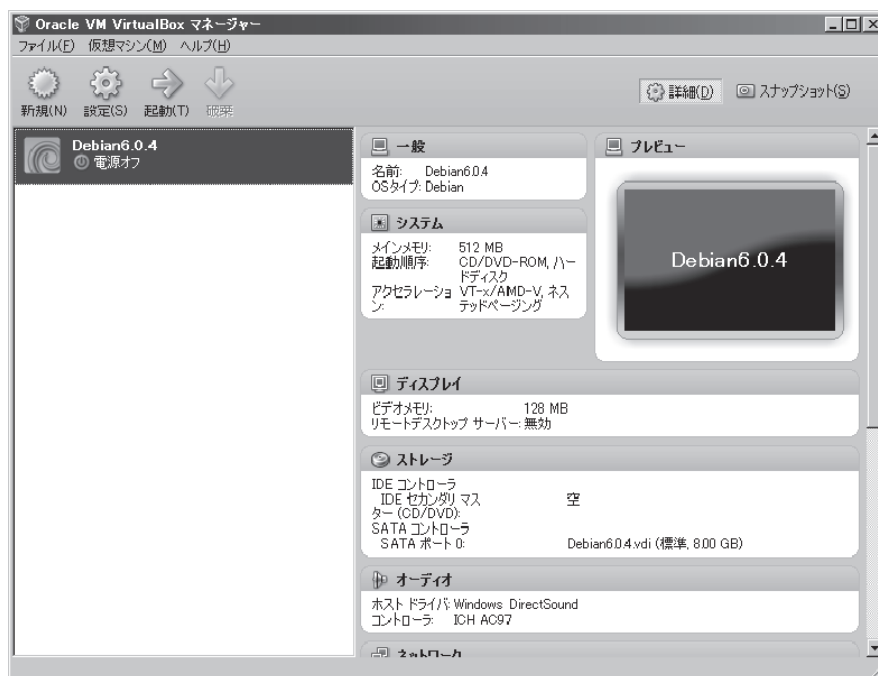 Oracle VM VirtualBox マネージャー
ファイル(F) 仮想マシン(M) ヘルプ(H)
新規(N) 設定(S) 起動(T) 破棄
詳細(D) スナップショット(S)
Debian6.0.4
電源オフ
一般
名前: Debian6.0.4
OSタイプ: Debian
システム
メインメモリ: 512 MB
起動順序: CD/DVD-ROM, ハー
ドディスク
アクセラレーショ VT-x/AMD-V, ネス
ン: テッドページング
プレビュー
Debian6.0.4
ディスプレイ
ビデオメモリ: 128 MB
リモートデスクトップ サーバー: 無効
ストレージ
IDE コントローラ
IDE セカンダリ マス 空
ター (CD/DVD):
SATA コントローラ
SATA ポート 0: Debian6.0.4.vdi (標準, 8.00 GB)
オーディオ
ホスト ドライバ: Windows DirectSound
コントローラ: ICH AC97
ネットワーク